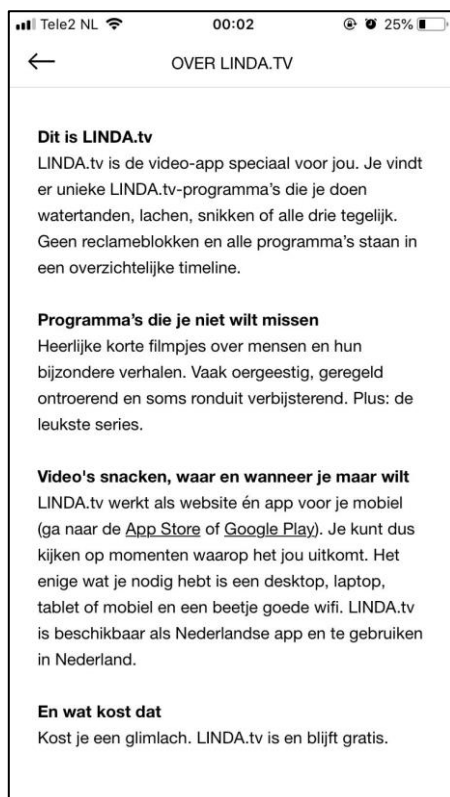 Tele2 NL 00:02 25%
OVER LINDA.TV
Dit is LINDA.tv
LINDA.tv is de video-app speciaal voor jou. Je vindt
er unieke LINDA.tv-programma's die je doen
watertanden, lachen, snikken of alle drie tegelijk.
Geen reclameblokken en alle programma's staan in
een overzichtelijke timeline.
Programma's die je niet wilt missen
Heerlijke korte filmpjes over mensen en hun
bijzondere verhalen. Vaak oergeestig, geregeld
ontroerend en soms ronduit verbijsterend. Plus: de
leukste series.
Video's snacken, waar en wanneer je maar wilt
LINDA.tv werkt als website én app voor je mobiel
(ga naar de App Store of Google Play). Je kunt dus
kijken op momenten waarop het jou uitkomt. Het
enige wat je nodig hebt is een desktop, laptop,
tablet of mobiel en een beetje goede wifi. LINDA.tv
is beschikbaar als Nederlandse app en te gebruiken
in Nederland.
En wat kost dat
Kost je een glimlach. LINDA.tv is en blijft gratis.